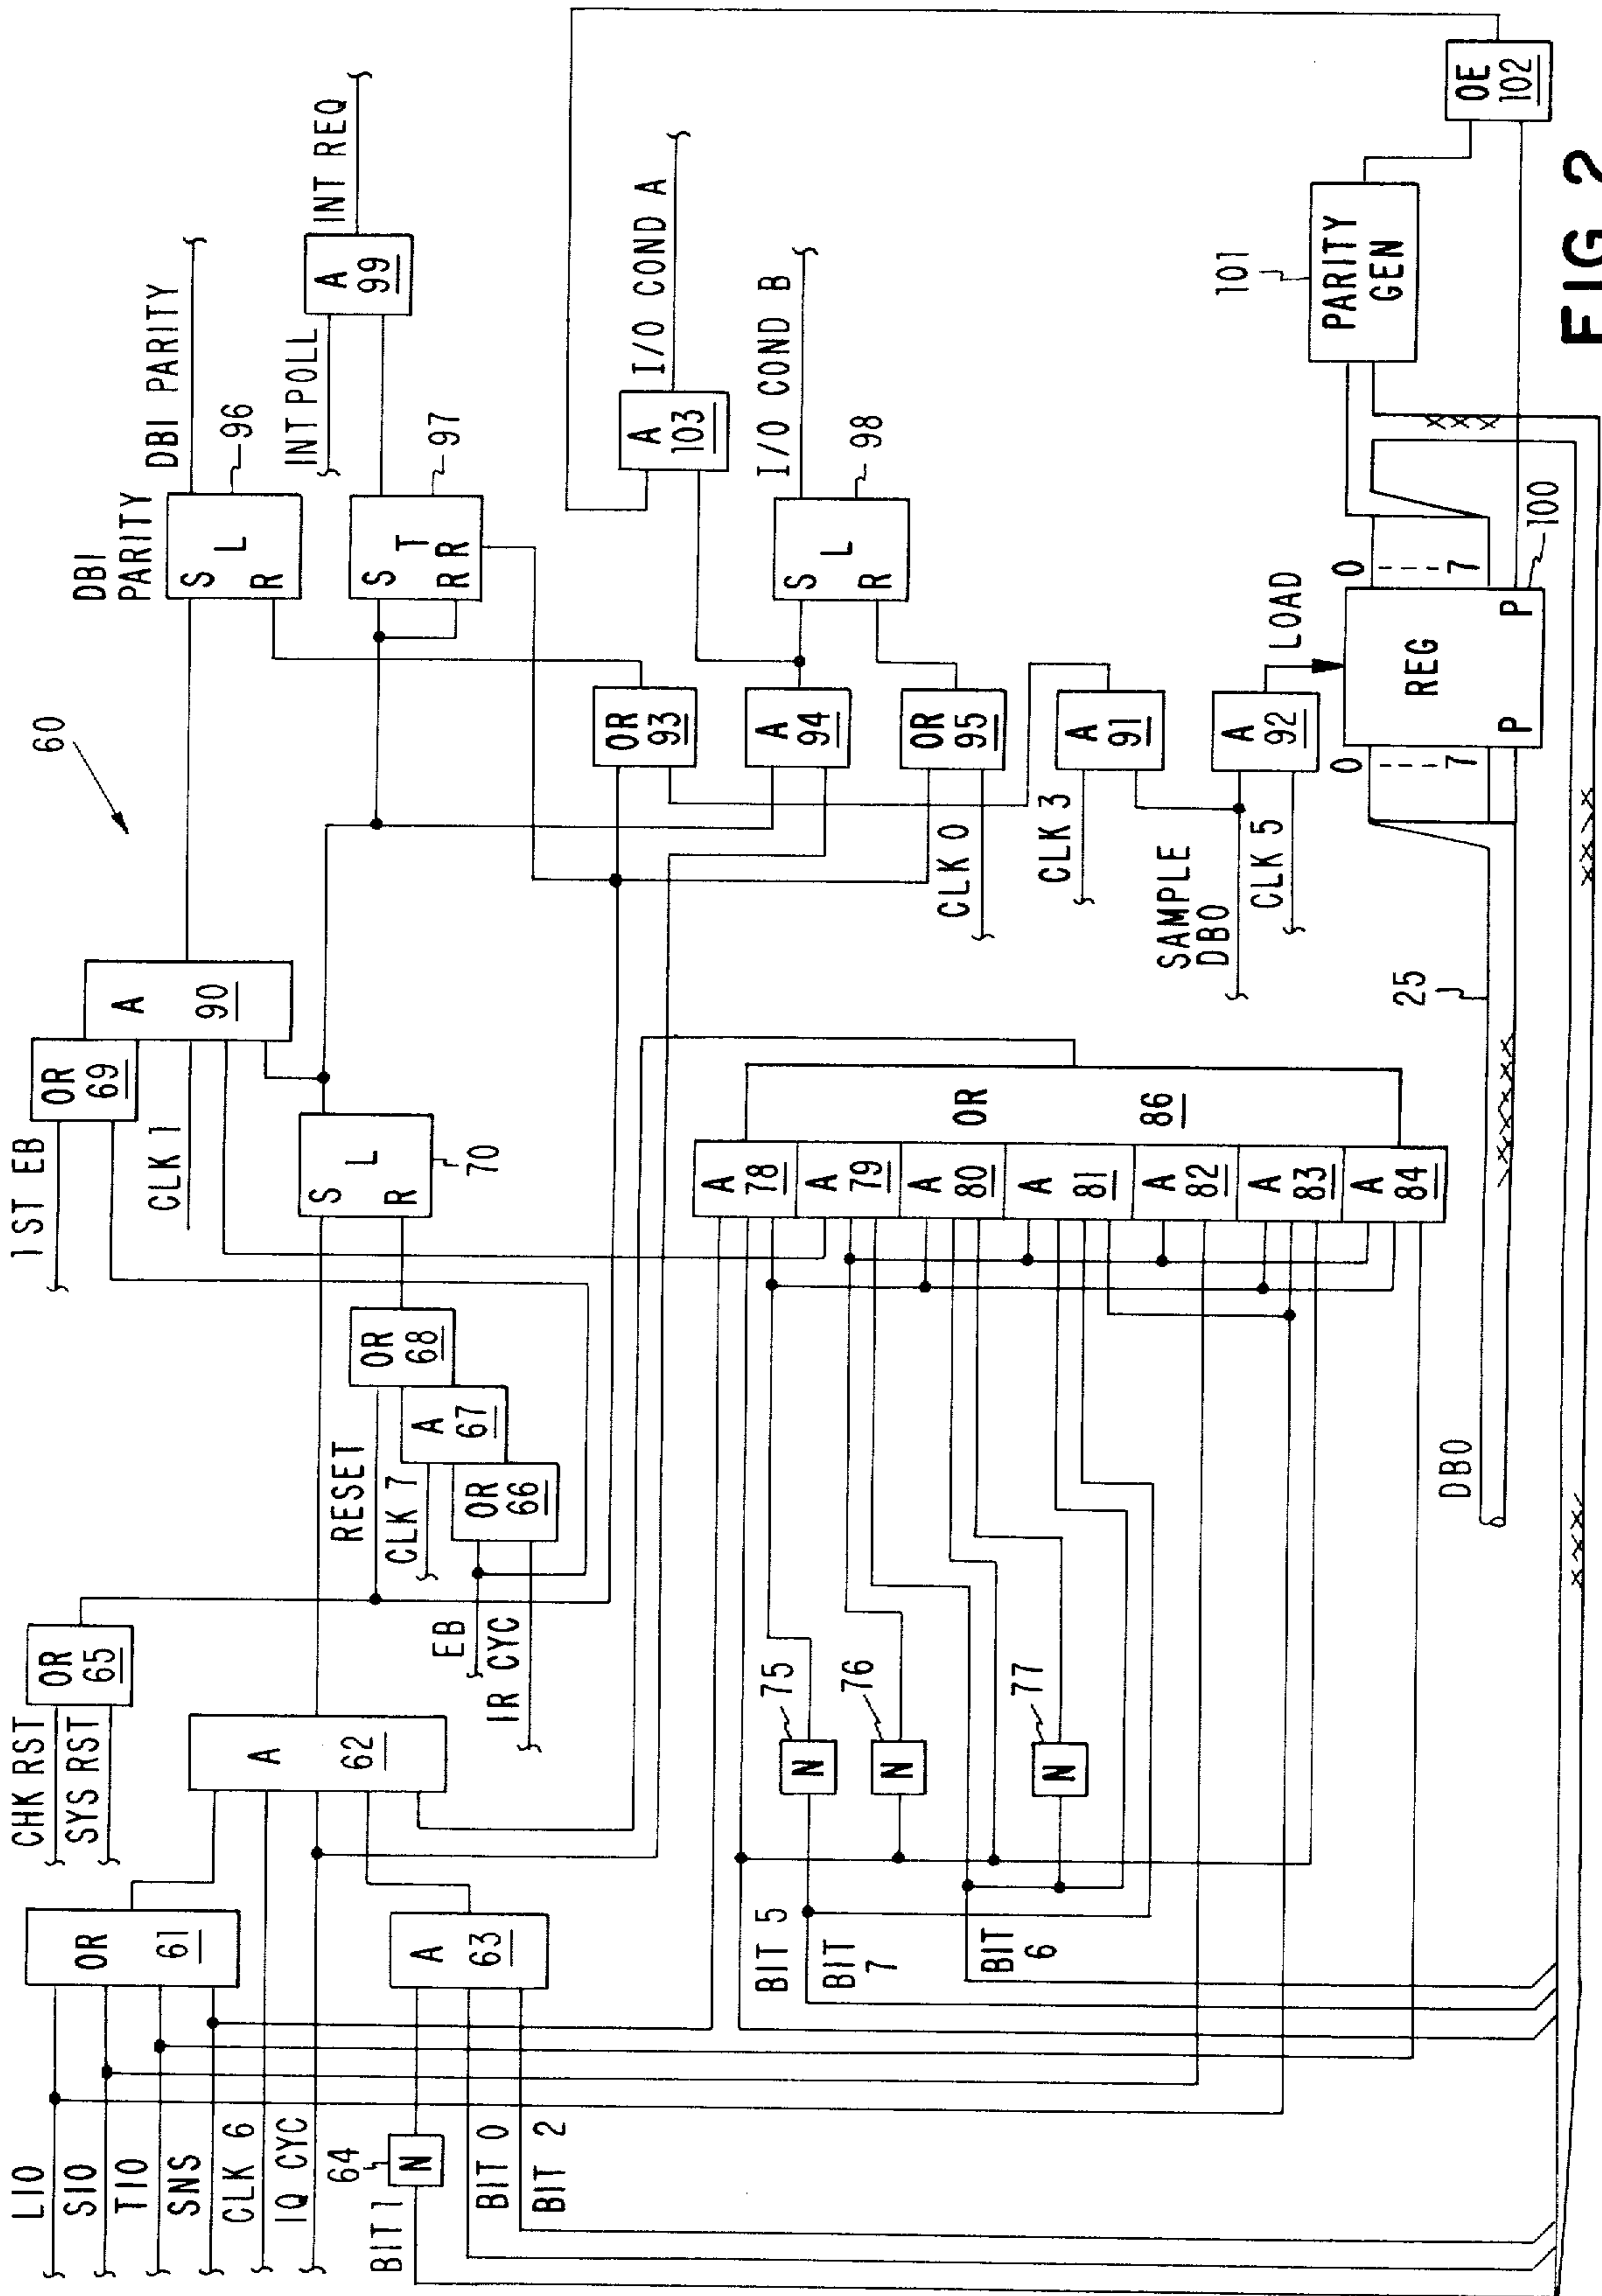 60
LIO
SIO
TIO
SNS
CLK 6
IQ CYC
64
N
BIT 1
BIT 0
BIT 2
OR
61
A
63
CHK RST
SYS RST
OR
65
A
62
RESET
CLK 7
EB
IR CYC
OR
68
A
67
OR
66
1ST EB
CLK 1
OR
69
A
90
S
L
R
70
DBI
PARITY
S
L
R
96
DBI PARITY
S
T
R
R
97
INT POLL
A
99
INT REQ
OR
93
A
94
OR
95
CLK 0
A
103
I/O COND A
S
L
R
98
I/O COND B
CLK 3
A
91
SAMPLE
DBO
CLK 5
A
92
LOAD
BIT 5
BIT
7
BIT
6
N
75
N
76
N
77
A
78
A
79
A
80
A
81
A
82
A
83
A
84
OR
86
DBO
25
0
7
P
REG
0
7
P
100
101
PARITY
GEN
OE
102
FIG 2